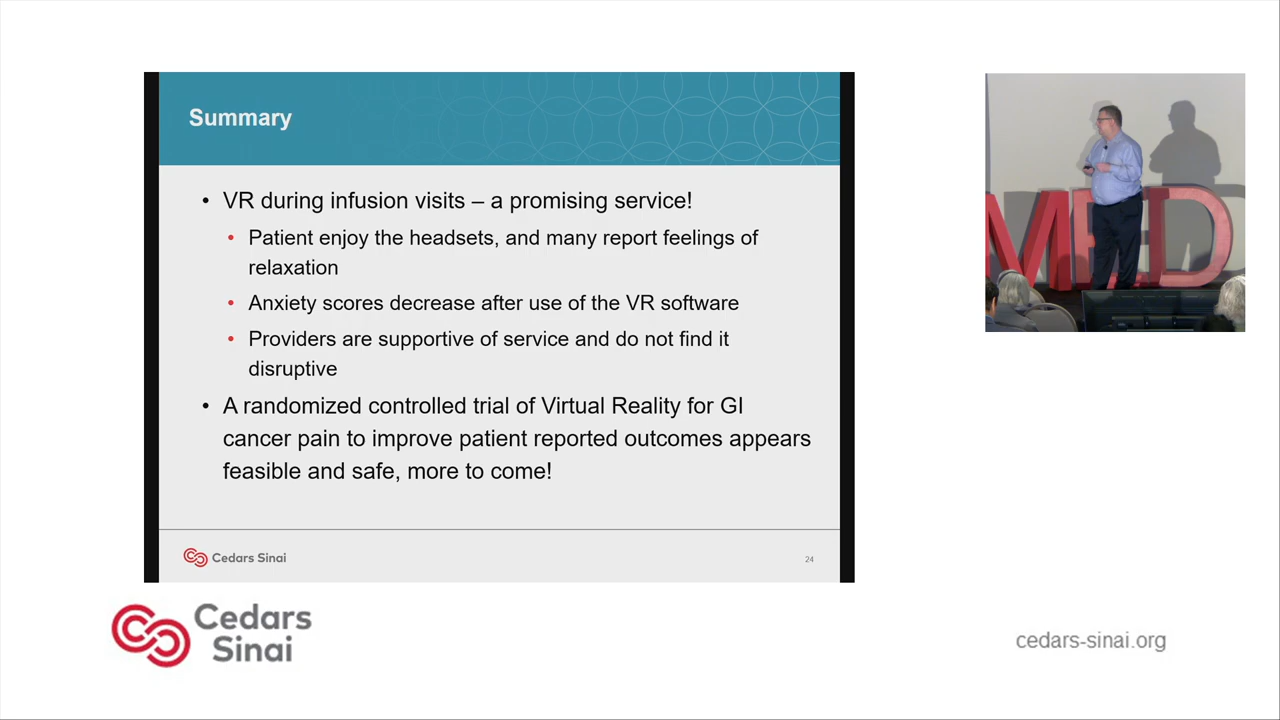 Summary
• VR during infusion visits – a promising service!
• Patient enjoy the headsets, and many report feelings of
relaxation
• Anxiety scores decrease after use of the VR software
• Providers are supportive of service and do not find it
disruptive
• A randomized controlled trial of Virtual Reality for GI
cancer pain to improve patient reported outcomes appears
feasible and safe, more to come!
Cedars Sinai
24
MED
Cedars
Sinai
cedars-sinai.org